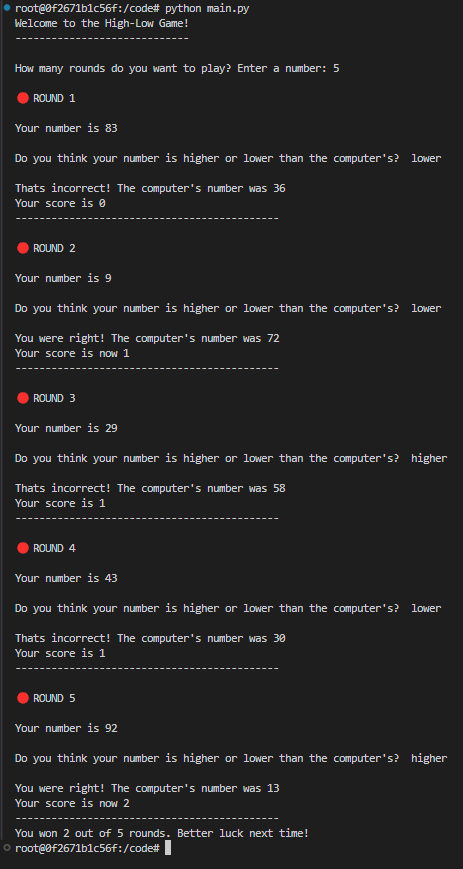 root@0f2671b1c56f:/code# python main.py
Welcome to the High-Low Game!
-----------------------------
How many rounds do you want to play? Enter a number: 5
🔴 ROUND 1
Your number is 83
Do you think your number is higher or lower than the computer's?  lower
Thats incorrect! The computer's number was 36
Your score is 0
--------------------------------------------
🔴 ROUND 2
Your number is 9
Do you think your number is higher or lower than the computer's?  lower
You were right! The computer's number was 72
Your score is now 1
--------------------------------------------
🔴 ROUND 3
Your number is 29
Do you think your number is higher or lower than the computer's?  higher
Thats incorrect! The computer's number was 58
Your score is 1
--------------------------------------------
🔴 ROUND 4
Your number is 43
Do you think your number is higher or lower than the computer's?  lower
Thats incorrect! The computer's number was 30
Your score is 1
--------------------------------------------
🔴 ROUND 5
Your number is 92
Do you think your number is higher or lower than the computer's?  higher
You were right! The computer's number was 13
Your score is now 2
--------------------------------------------
You won 2 out of 5 rounds. Better luck next time!
root@0f2671b1c56f:/code#